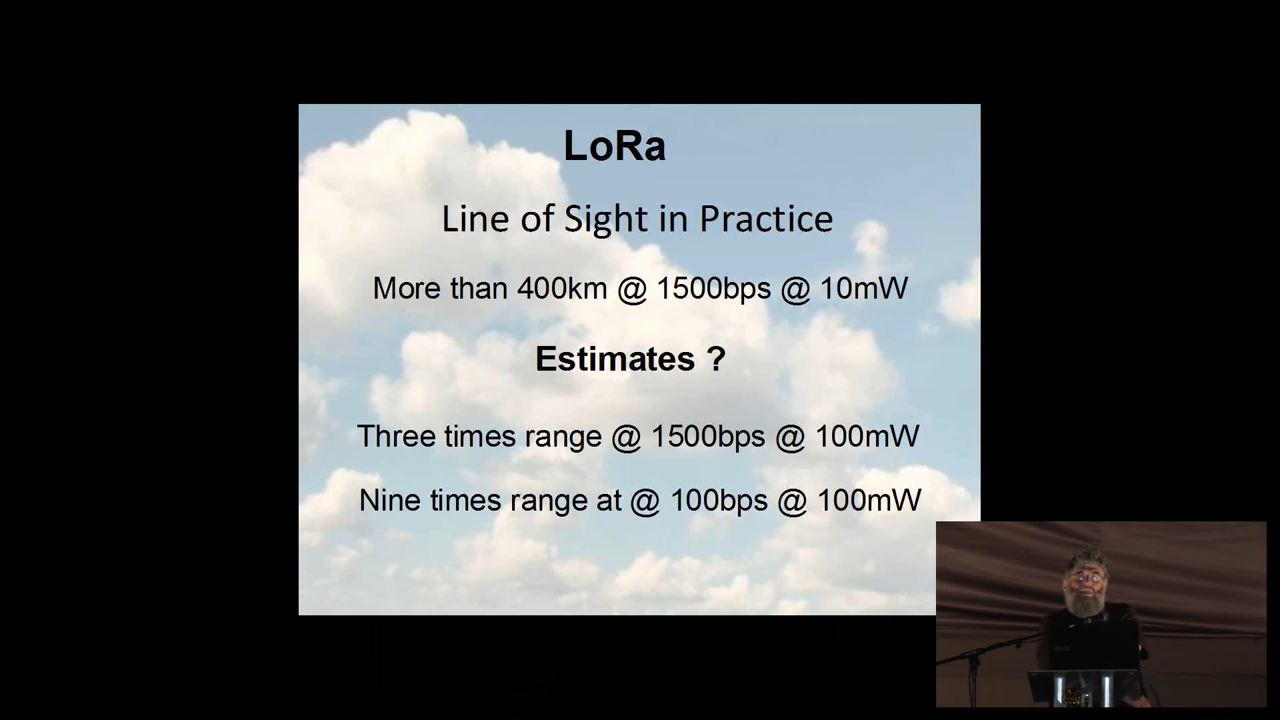 LoRa
Line of Sight in Practice
More than 400km @ 1500bps @ 10mW
Estimates ?
Three times range @ 1500bps @ 100mW
Nine times range at @ 100bps @ 100mW